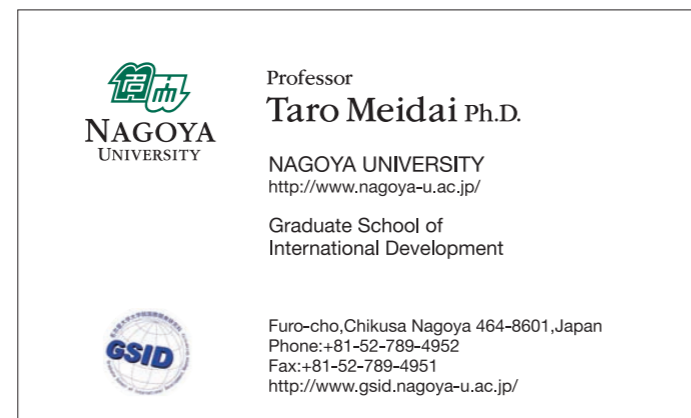 NAGOYA
UNIVERSITY
Professor
Taro Meidai Ph.D.
NAGOYA UNIVERSITY
http://www.nagoya-u.ac.jp/
Graduate School of
International Development
GSID
Furo-cho,Chikusa Nagoya 464-8601,Japan
Phone:+81-52-789-4952
Fax:+81-52-789-4951
http://www.gsid.nagoya-u.ac.jp/